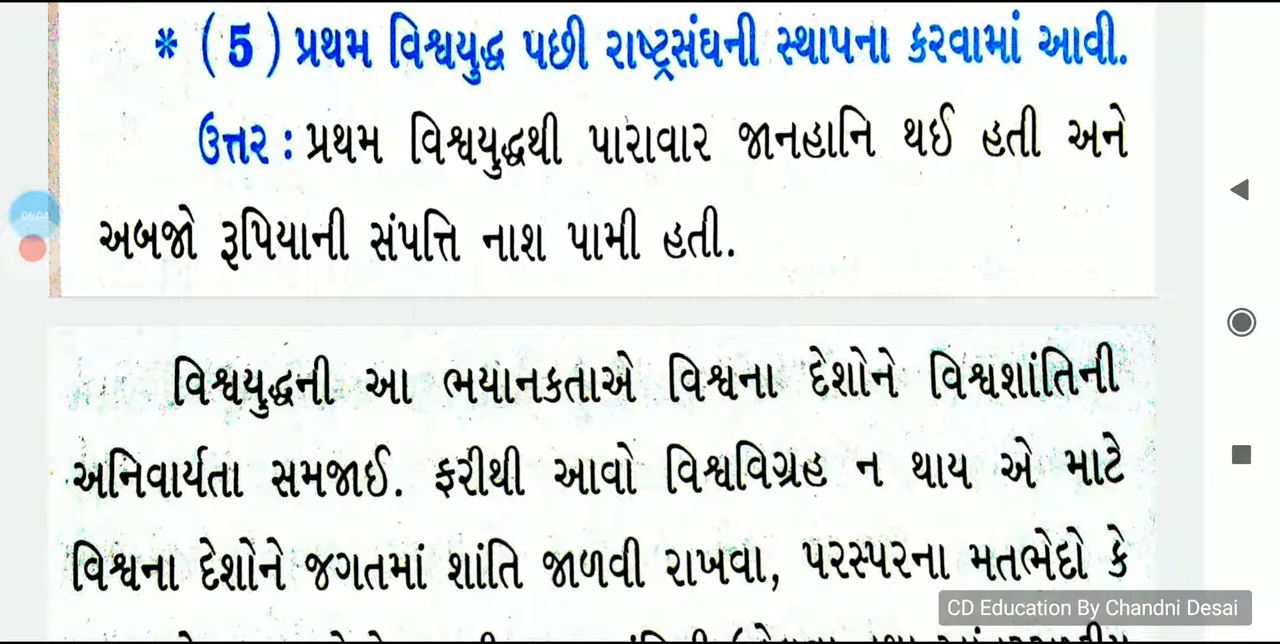 * ( 5 ) પ્રથમ વિશ્વયુદ્ધ પછી રાષ્ટ્રસંઘની સ્થાપના કરવામાં આવી.
ઉત્તર : પ્રથમ વિશ્વયુદ્ધથી પારાવાર જાનહાનિ થઈ હતી અને
06:04
અબજો રૂપિયાની સંપત્તિ નાશ પામી હતી.
વિશ્વયુદ્ધની આ ભયાનકતાએ વિશ્વના દેશોને વિશ્વશાંતિની
અનિવાર્યતા સમજાઈ. ફરીથી આવો વિશ્વવિગ્રહ ન થાય એ માટે
વિશ્વના દેશોને જગતમાં શાંતિ જાળવી રાખવા, પરસ્પરના મતભેદો કે
CD Education By Chandni Desai